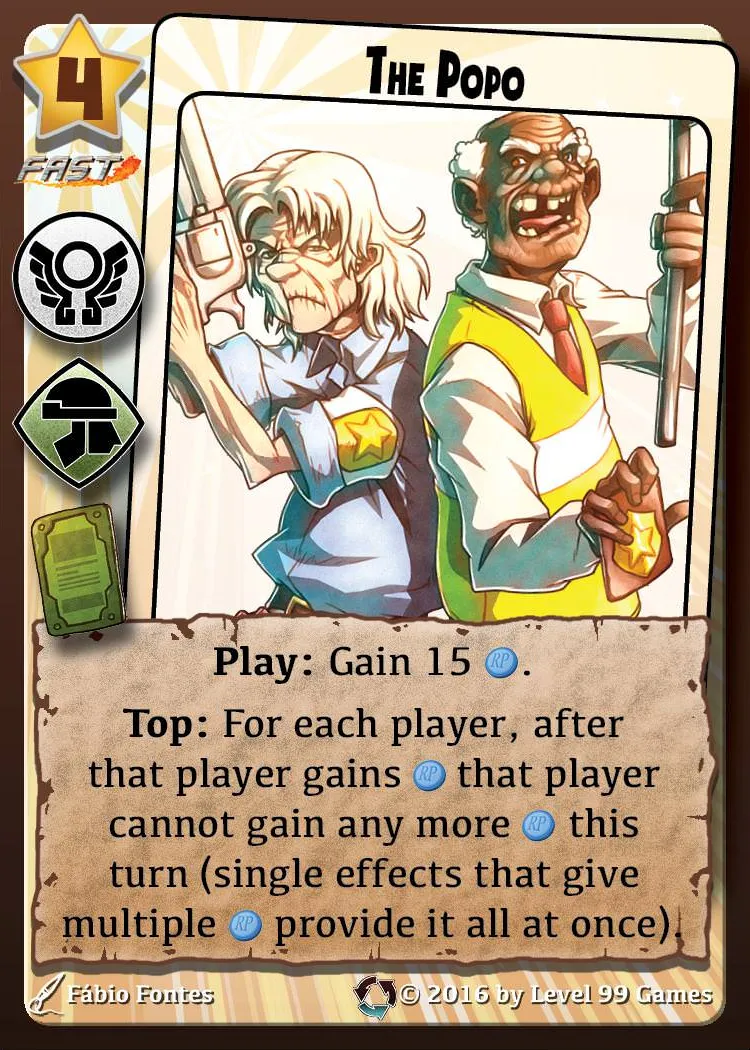 THE POPO
4
FAST
Play: Gain 15 RP.
Top: For each player, after
that player gains RP that player
cannot gain any more RP this
turn (single effects that give
multiple RP provide it all at once).
Fábio Fontes
© 2016 by Level 99 Games